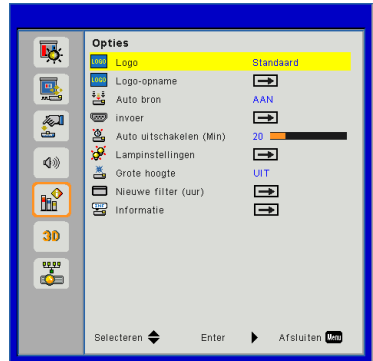 Opties
LOGO Logo Standaard
LOGO Logo-opname
Auto bron AAN
invoer
Auto uitschakelen (Min) 20
Lampinstellingen
Grote hoogte UIT
Nieuwe filter (uur)
Informatie
3D
Selecteren Enter Afsluiten Menu